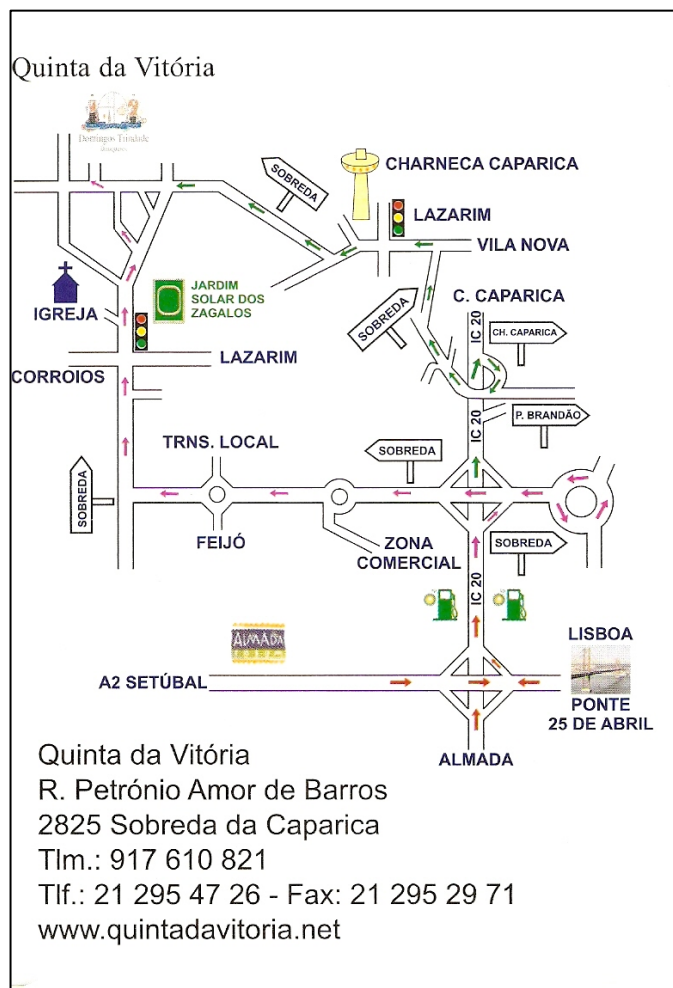 Quinta da Vitória
Domingos Trindade
SOBREDA
CHARNECA CAPARICA
LAZARIM
VILA NOVA
C. CAPARICA
IGREJA
JARDIM
SOLAR DOS
ZAGALOS
SOBREDA
IC 20
CH. CAPARICA
CORROIOS
LAZARIM
IC 20
P. BRANDÃO
TRNS. LOCAL
SOBREDA
SOBREDA
FEIJÓ
ZONA
COMERCIAL
SOBREDA
IC 20
ALMADA
LISBOA
A2 SETÚBAL
PONTE
25 DE ABRIL
ALMADA
Quinta da Vitória
R. Petrónio Amor de Barros
2825 Sobreda da Caparica
Tlm.: 917 610 821
Tlf.: 21 295 47 26 - Fax: 21 295 29 71
www.quintadavitoria.net